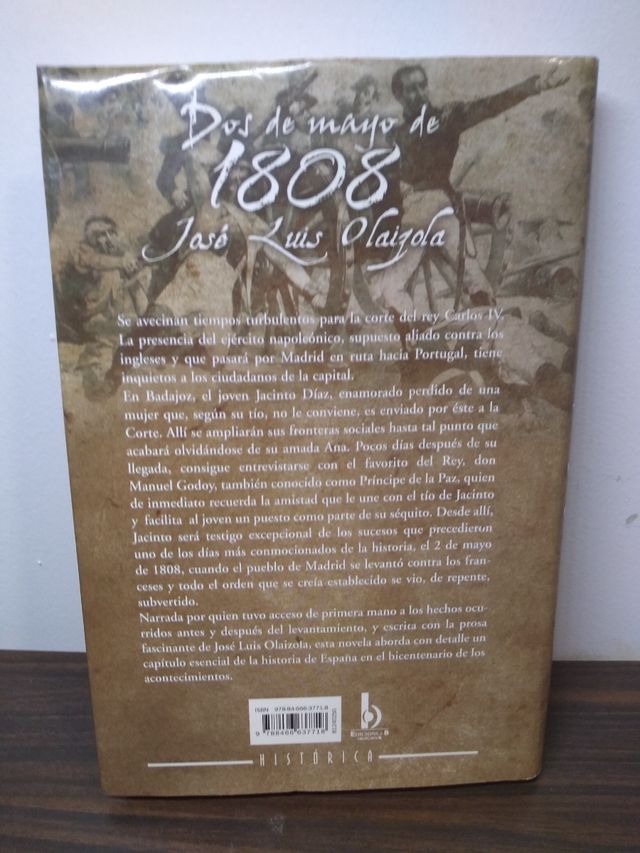 Dos de mayo de
1808
José Luis Olaizola
Se avecinan tiempos turbulentos para la corte del rey Carlos IV.
La presencia del ejército napoleónico, supuesto aliado contra los
ingleses y que pasará por Madrid en ruta hacia Portugal, tiene
inquietos a los ciudadanos de la capital.
En Badajoz, el joven Jacinto Díaz, enamorado perdido de una
mujer que, según su tío, no le conviene, es enviado por éste a la
Corte. Allí se ampliarán sus fronteras sociales hasta tal punto que
acabará olvidándose de su amada Ana. Pocos días después de su
llegada, consigue entrevistarse con el favorito del Rey, don
Manuel Godoy, también conocido como Príncipe de la Paz, quien
de inmediato recuerda la amistad que le une con el tío de Jacinto
y facilita al joven un puesto como parte de su séquito. Desde allí,
Jacinto será testigo excepcional de los sucesos que precedieron
uno de los días más conmocionados de la historia, el 2 de mayo
de 1808, cuando el pueblo de Madrid se levantó contra los fran-
ceses y todo el orden que se creía establecido se vio, de repente,
subvertido.
Narrada por quien tuvo acceso de primera mano a los hechos ocu-
rridos antes y después del levantamiento, y escrita con la prosa
fascinante de José Luis Olaizola, esta novela aborda con detalle un
capítulo esencial de la historia de España en el bicentenario de los
acontecimientos.
ISBN: 978-84-666-3771-8
9 788466 637718
EDICIONES B
HISTÓRICA